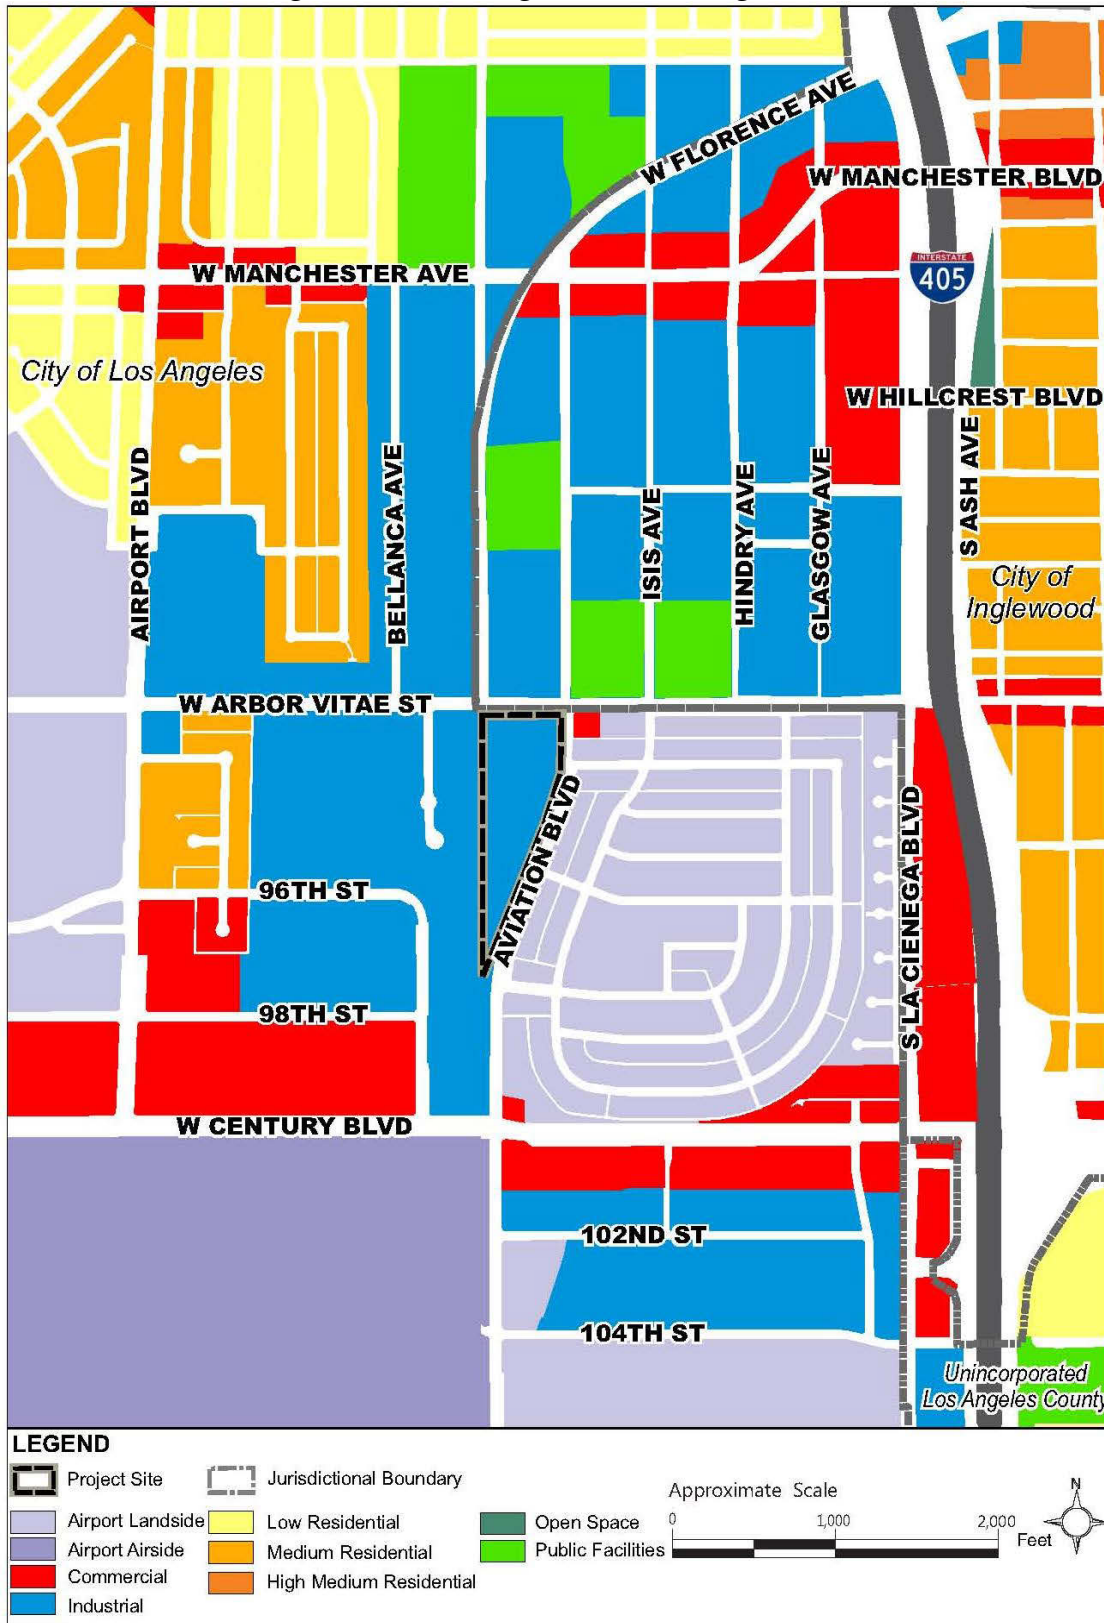 W FLORENCE AVE
W MANCHESTER BLVD
W MANCHESTER AVE
INTERSTATE
405
City of Los Angeles
W HILLCREST BLVD
AIRPORT BLVD
BELLANCA AVE
ISIS AVE
HINDRY AVE
GLASGOW AVE
S ASH AVE
City of
Inglewood
W ARBOR VITAE ST
AVIATION BLVD
S LA CIENEGA BLVD
96TH ST
98TH ST
W CENTURY BLVD
102ND ST
104TH ST
Unincorporated
Los Angeles County
LEGEND
Project Site
Jurisdictional Boundary
Airport Landside
Airport Airside
Commercial
Industrial
Low Residential
Medium Residential
High Medium Residential
Open Space
Public Facilities
Approximate Scale
0 1,000 2,000
Feet
N